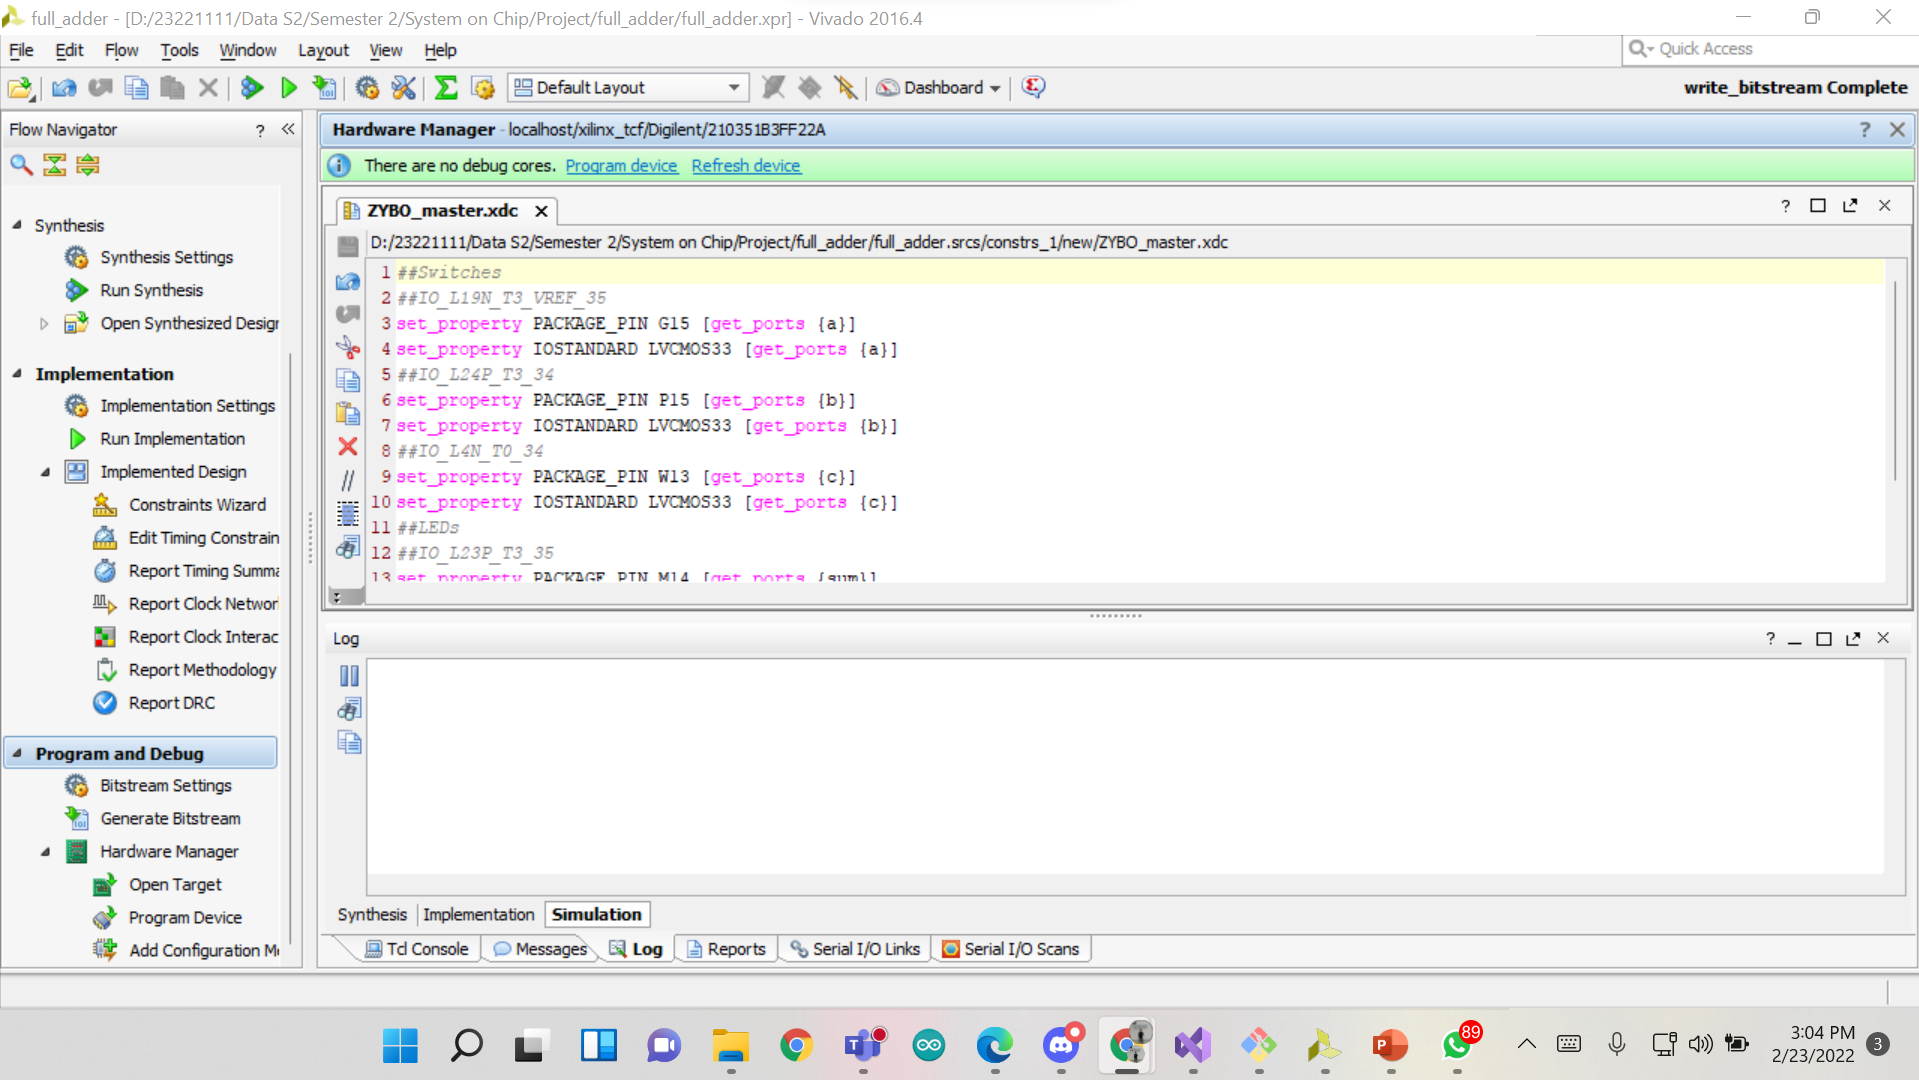 full_adder - [D:/23221111/Data S2/Semester 2/System on Chip/Project/full_adder/full_adder.xpr] - Vivado 2016.4
File Edit Flow Tools Window Layout View Help
Quick Access
Default Layout
Dashboard
write_bitstream Complete
Flow Navigator
? «
Synthesis
Synthesis Settings
Run Synthesis
Open Synthesized Desig
Implementation
Implementation Settings
Run Implementation
Implemented Design
Constraints Wizard
Edit Timing Constrain
Report Timing Summa
Report Clock Networ
Report Clock Interac
Report Methodology
Report DRC
Program and Debug
Bitstream Settings
Generate Bitstream
Hardware Manager
Open Target
Program Device
Add Configuration Me
Hardware Manager - localhost/xilinx_tcf/Digilent/210351B3FF22A
?
There are no debug cores. Program device Refresh device
ZYBO_master.xdc
?
D:/23221111/Data S2/Semester 2/System on Chip/Project/full_adder/full_adder.srcs/constrs_1/new/ZYBO_master.xdc
1 ##Switches
2 ##IO_L19N_T3_VREF_35
3 set_property PACKAGE_PIN G15 [get_ports {a}]
4 set_property IOSTANDARD LVCMOS33 [get_ports {a}]
5 ##IO_L24P_T3_34
6 set_property PACKAGE_PIN P15 [get_ports {b}]
7 set_property IOSTANDARD LVCMOS33 [get_ports {b}]
8 ##IO_L4N_T0_34
9 set_property PACKAGE_PIN W13 [get_ports {c}]
10 set_property IOSTANDARD LVCMOS33 [get_ports {c}]
11 ##LEDs
12 ##IO_L23P_T3_35
13 set_property PACKAGE_PIN M14 [get_ports {sum}]
Log
?
Synthesis Implementation Simulation
Tcl Console Messages Log Reports Serial I/O Links Serial I/O Scans
89
3:04 PM
2/23/2022
3